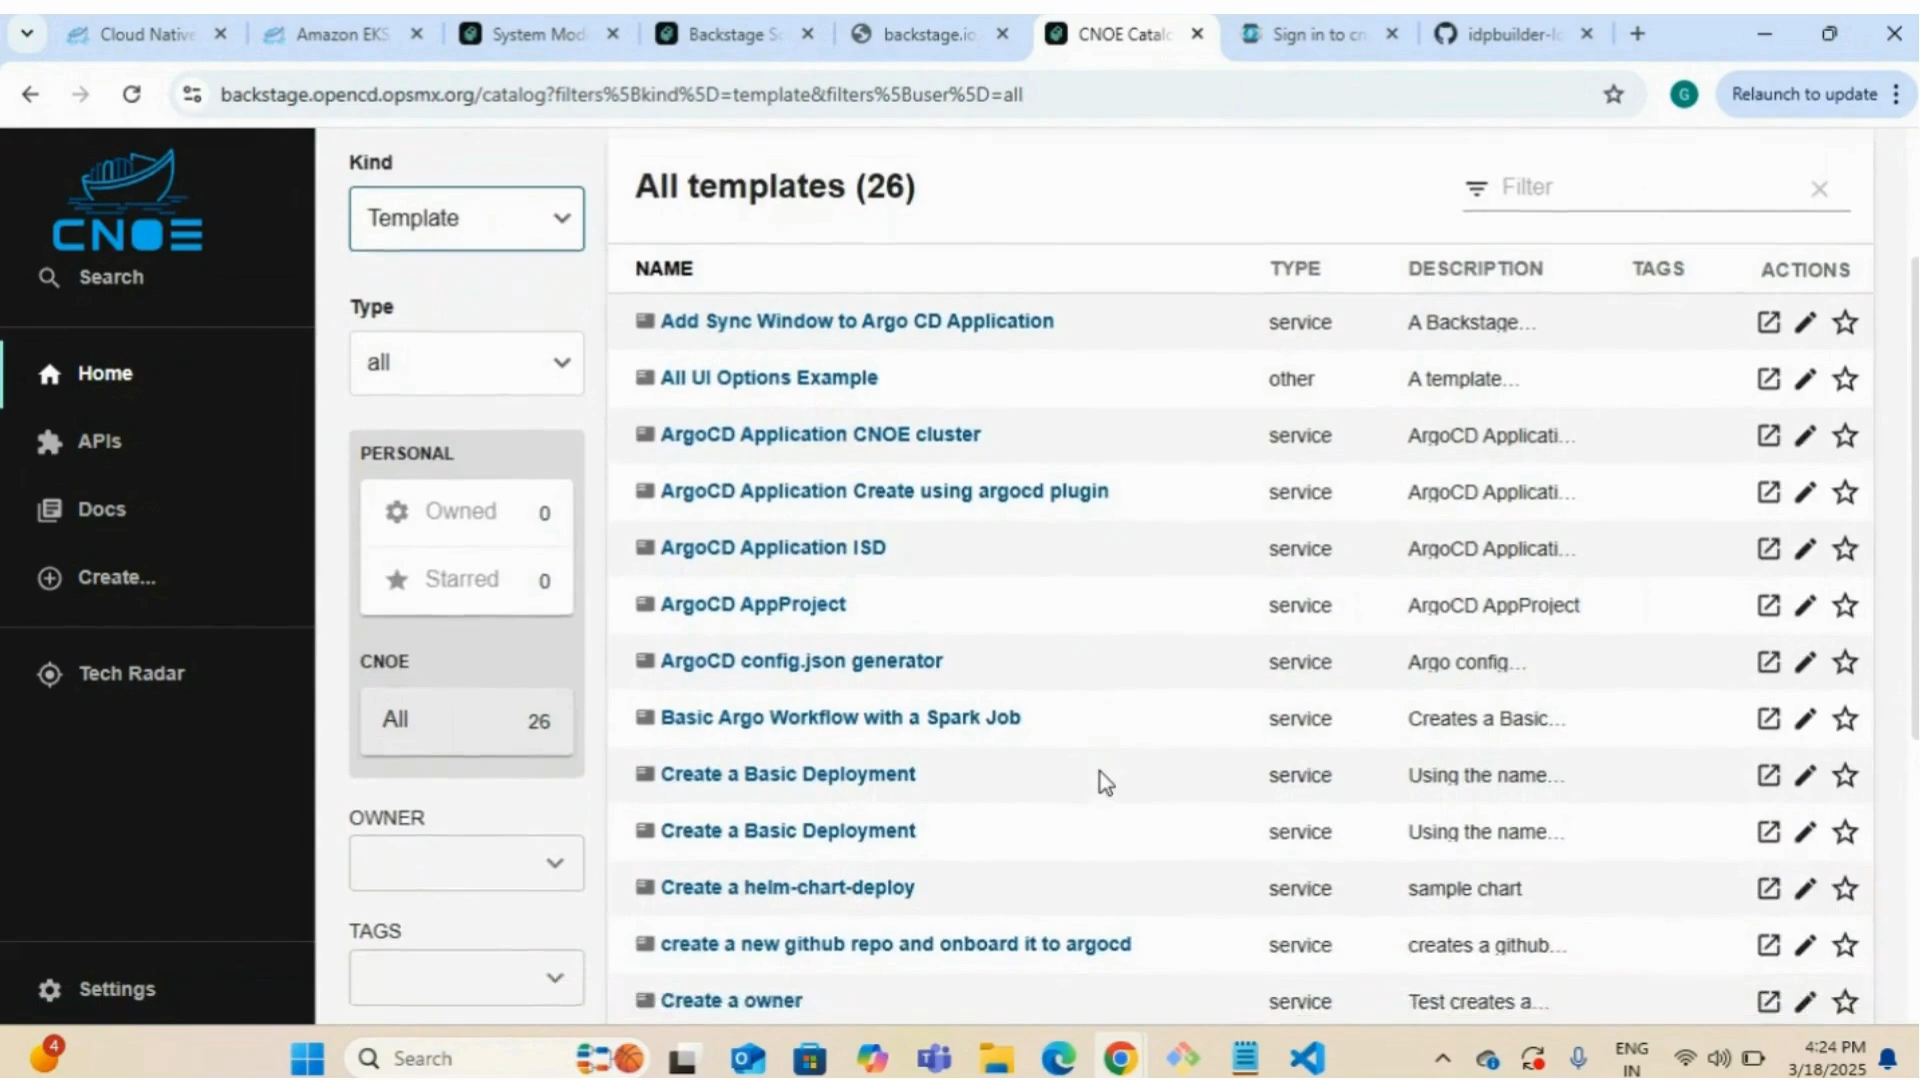 Cloud Native
Amazon EKS
System Mod
Backstage S
backstage.io
CNOE Catal
Sign in to cn
idpbuilder-lo
backstage.opencd.opsmx.org/catalog?filters%5Bkind%5D=template&filters%5Buser%5D=all
G
Relaunch to update
CNOE
Search
Home
APIs
Docs
Create...
Tech Radar
Settings
Kind
Template
Type
all
PERSONAL
Owned 0
Starred 0
CNOE
All 26
OWNER
TAGS
All templates (26)
Filter
NAME TYPE DESCRIPTION TAGS ACTIONS
Add Sync Window to Argo CD Application service A Backstage...
All UI Options Example other A template...
ArgoCD Application CNOE cluster service ArgoCD Applicati...
ArgoCD Application Create using argocd plugin service ArgoCD Applicati...
ArgoCD Application ISD service ArgoCD Applicati...
ArgoCD AppProject service ArgoCD AppProject
ArgoCD config.json generator service Argo config...
Basic Argo Workflow with a Spark Job service Creates a Basic...
Create a Basic Deployment service Using the name...
Create a Basic Deployment service Using the name...
Create a helm-chart-deploy service sample chart
create a new github repo and onboard it to argocd service creates a github...
Create a owner service Test creates a...
4
Search
ENG
IN
4:24 PM
3/18/2025